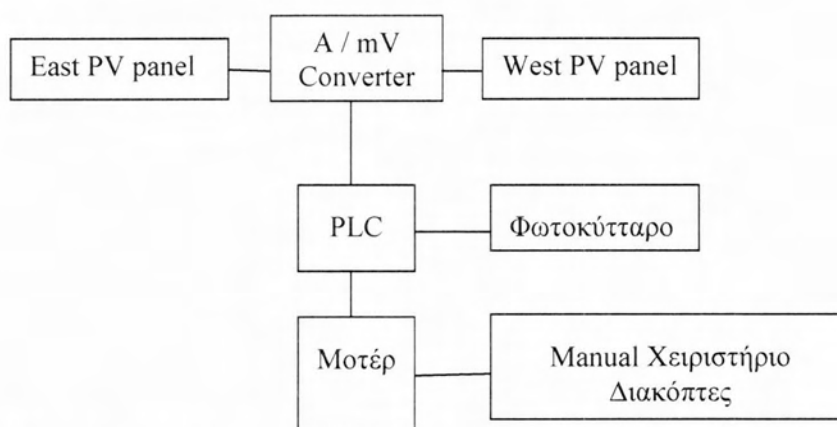 East PV panel
A / mV
Converter
West PV panel
PLC
Φωτοκύτταρο
Μοτέρ
Manual Χειριστήριο
Διακόπτες